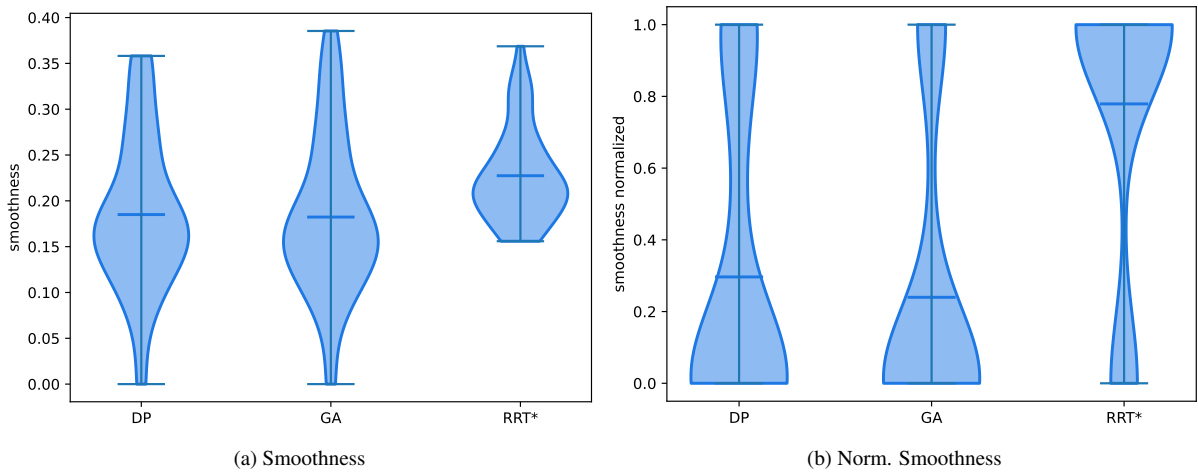 0.40
0.35
0.30
0.25
0.20
0.15
0.10
0.05
0.00
smoothness
DP GA RRT*
(a) Smoothness
1.0
0.8
0.6
0.4
0.2
0.0
smoothness normalized
DP GA RRT*
(b) Norm. Smoothness